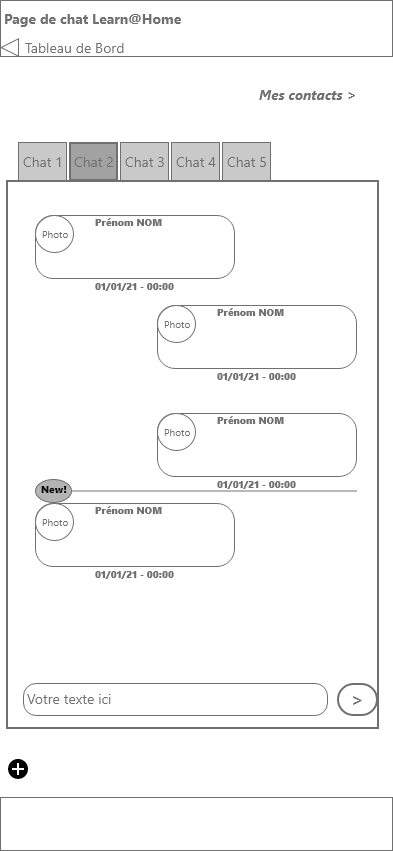 Page de chat Learn@Home
Tableau de Bord
Mes contacts >
Chat 1 Chat 2 Chat 3 Chat 4 Chat 5
Prénom NOM
Photo
01/01/21 - 00:00
Prénom NOM
Photo
01/01/21 - 00:00
Prénom NOM
Photo
01/01/21 - 00:00
New!
Prénom NOM
Photo
01/01/21 - 00:00
Votre texte ici >